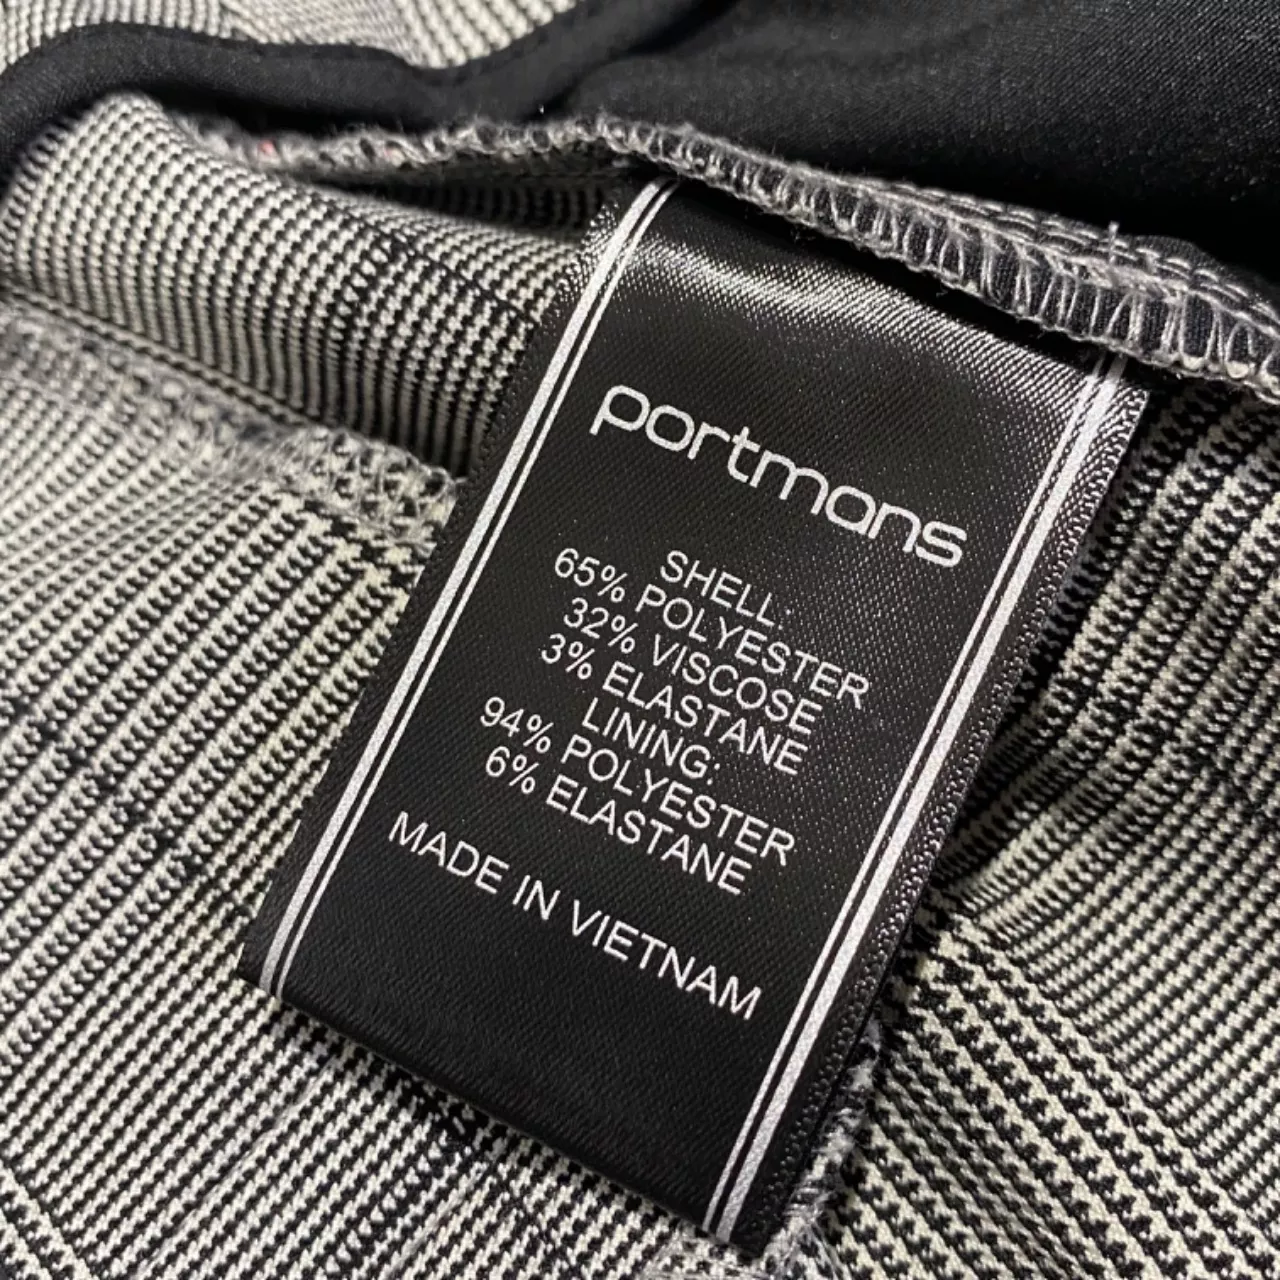 portmans
SHELL:
65% POLYESTER
32% VISCOSE
3% ELASTANE
LINING:
94% POLYESTER
6% ELASTANE
MADE IN VIETNAM